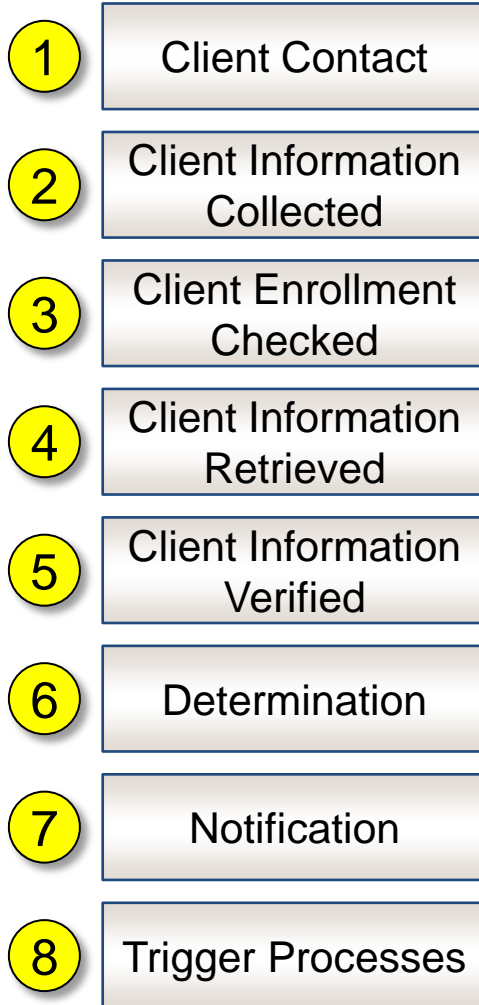 1
Client Contact
2
Client Information
Collected
3
Client Enrollment
Checked
4
Client Information
Retrieved
5
Client Information
Verified
6
Determination
7
Notification
8
Trigger Processes